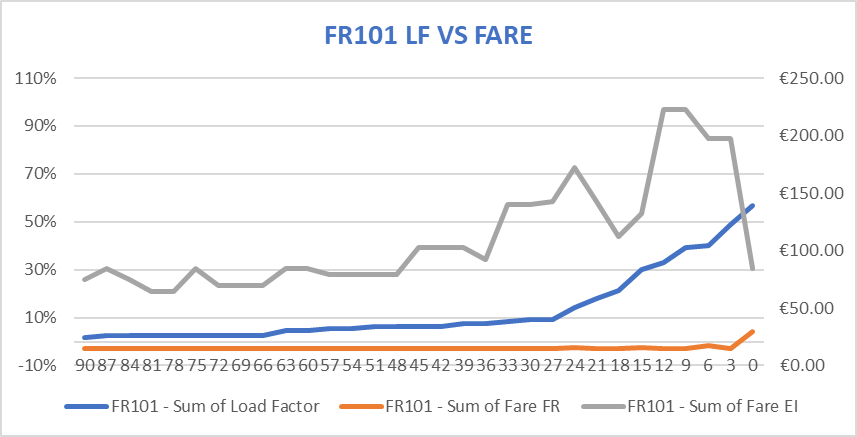 FR101 LF VS FARE
110% €250.00
90% €200.00
70% €150.00
50% €100.00
30% €50.00
10% €0.00
-10%
90 87 84 81 78 75 72 69 66 63 60 57 54 51 48 45 42 39 36 33 30 27 24 21 18 15 12 9 6 3 0
FR101 - Sum of Load Factor FR101 - Sum of Fare FR FR101 - Sum of Fare EI